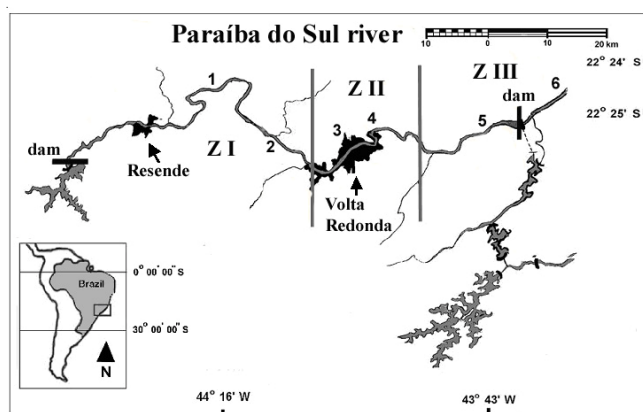 Paraíba do Sul river
10 0 10 20 km
22° 24' S
Z III
6
Z II
1
dam
22° 25' S
4
5
3
Z I
2
dam
Resende
Volta
Redonda
0° 00' 00" S
Brazil
30° 00' 00" S
N
44° 16' W
43° 43' W